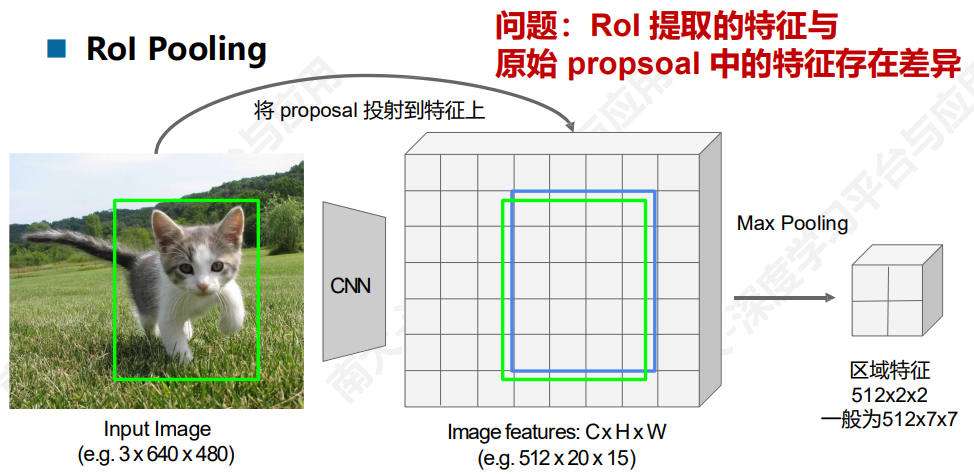 RoI Pooling
问题：RoI 提取的特征与
原始 propsoal 中的特征存在差异
将 proposal 投射到特征上
CNN
Max Pooling
Input Image
(e.g. 3 x 640 x 480)
Image features: C x H x W
(e.g. 512 x 20 x 15)
区域特征
512x2x2
一般为512x7x7